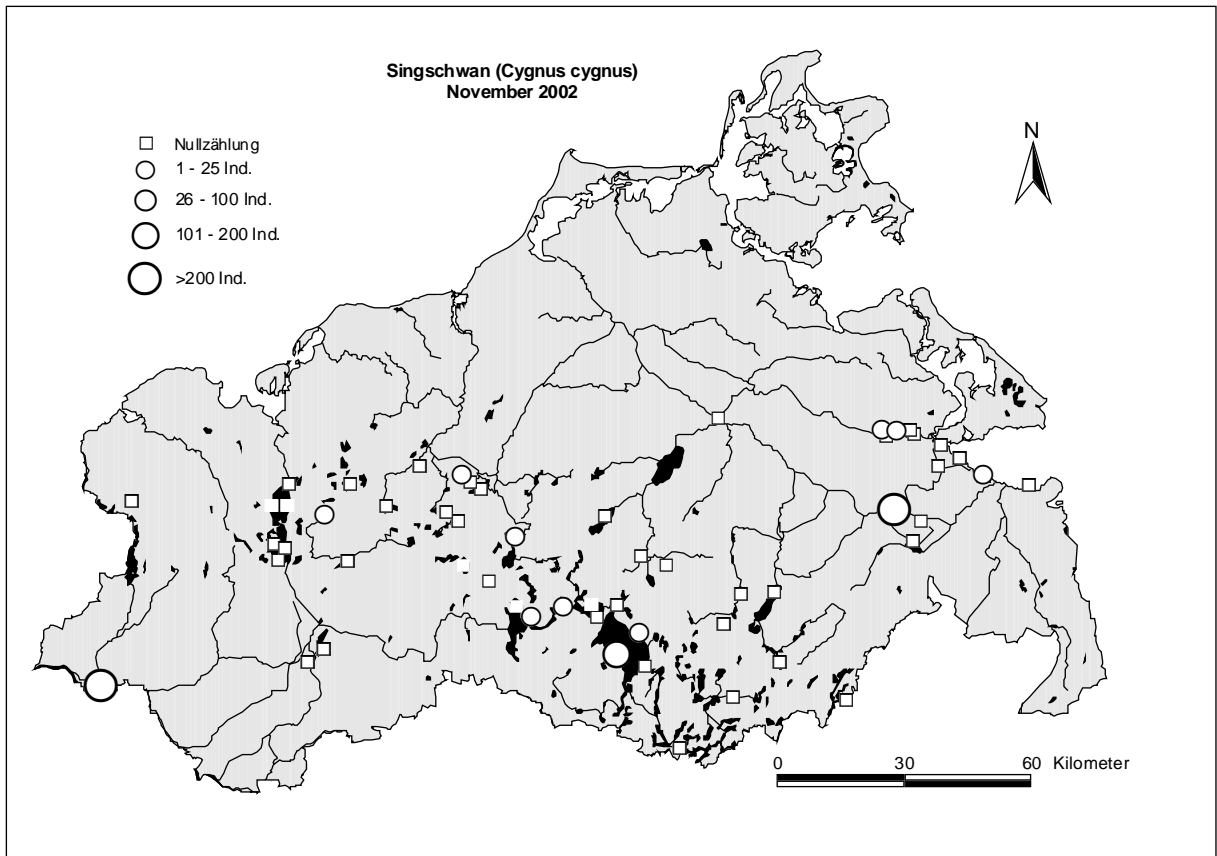 Singschwan (Cygnus cygnus)
November 2002
Nullzählung
1 - 25 Ind.
26 - 100 Ind.
101 - 200 Ind.
>200 Ind.
N
0 30 60 Kilometer